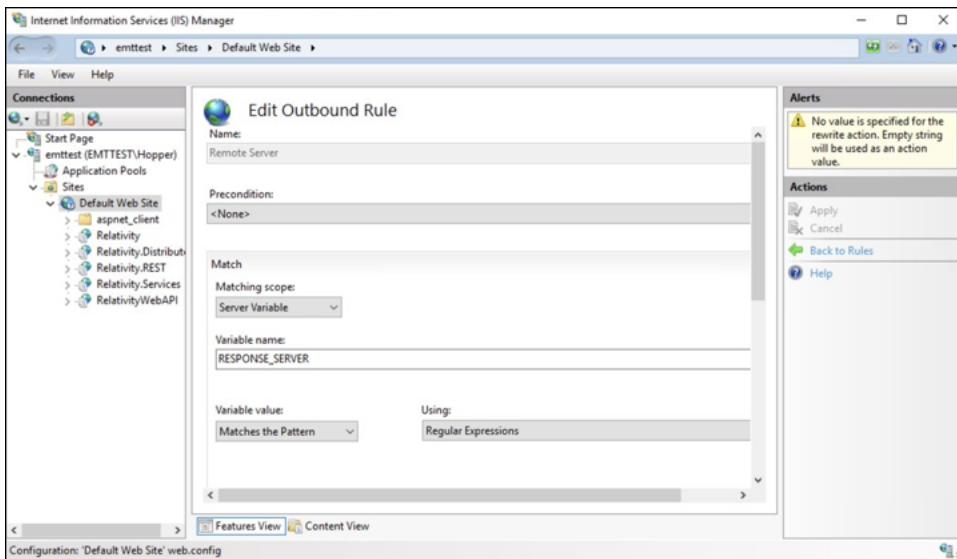 Internet Information Services (IIS) Manager
emttest Sites Default Web Site
File View Help
Connections
Start Page
emttest (EMTTEST\Hopper)
Application Pools
Sites
Default Web Site
aspnet_client
Relativity
Relativity.Distribut
Relativity.REST
Relativity.Services
RelativityWebAPI
Edit Outbound Rule
Name:
Remote Server
Precondition:
<None>
Match
Matching scope:
Server Variable
Variable name:
RESPONSE_SERVER
Variable value: Using:
Matches the Pattern Regular Expressions
Features View Content View
Alerts
No value is specified for the
rewrite action. Empty string
will be used as an action
value.
Actions
Apply
Cancel
Back to Rules
Help
Configuration: 'Default Web Site' web.config